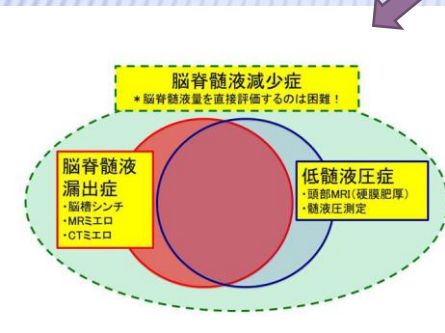 脳脊髄液減少症
＊脳脊髄液量を直接評価するのは困難！
脳脊髄液
漏出症
・脳槽シンチ
・MRミエロ
・CTミエロ
低髄液圧症
・頭部MRI(硬膜肥厚)
・髄液圧測定